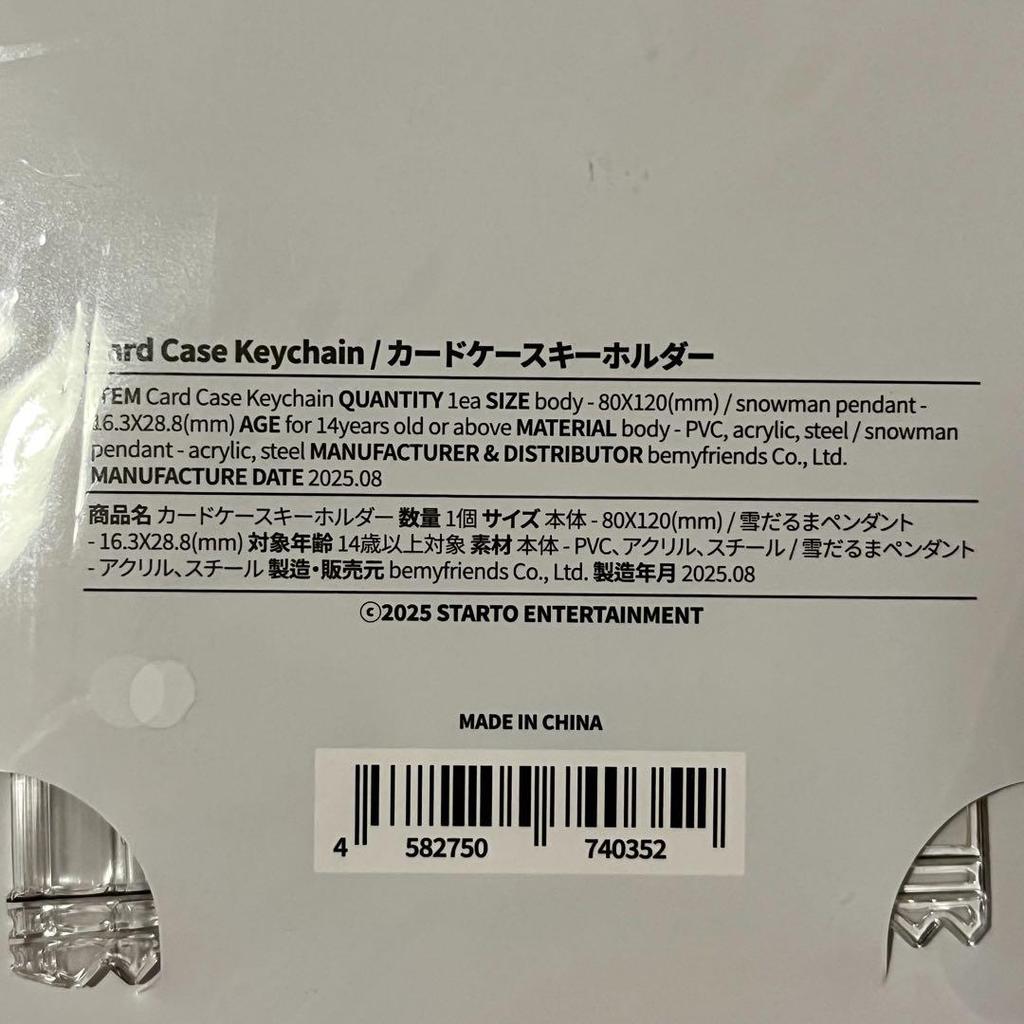 Card Case Keychain / カードケースキーホルダー
ITEM Card Case Keychain QUANTITY 1ea SIZE body - 80X120(mm) / snowman pendant -
16.3X28.8(mm) AGE for 14years old or above MATERIAL body - PVC, acrylic, steel / snowman
pendant - acrylic, steel MANUFACTURER & DISTRIBUTOR bemyfriends Co., Ltd.
MANUFACTURE DATE 2025.08
商品名 カードケースキーホルダー 数量 1個 サイズ 本体 - 80X120(mm) / 雪だるまペンダント
- 16.3X28.8(mm) 対象年齢 14歳以上対象 素材 本体 - PVC、アクリル、スチール / 雪だるまペンダント
- アクリル、スチール 製造・販売元 bemyfriends Co., Ltd. 製造年月 2025.08
©2025 STARTO ENTERTAINMENT
MADE IN CHINA
4 582750 740352